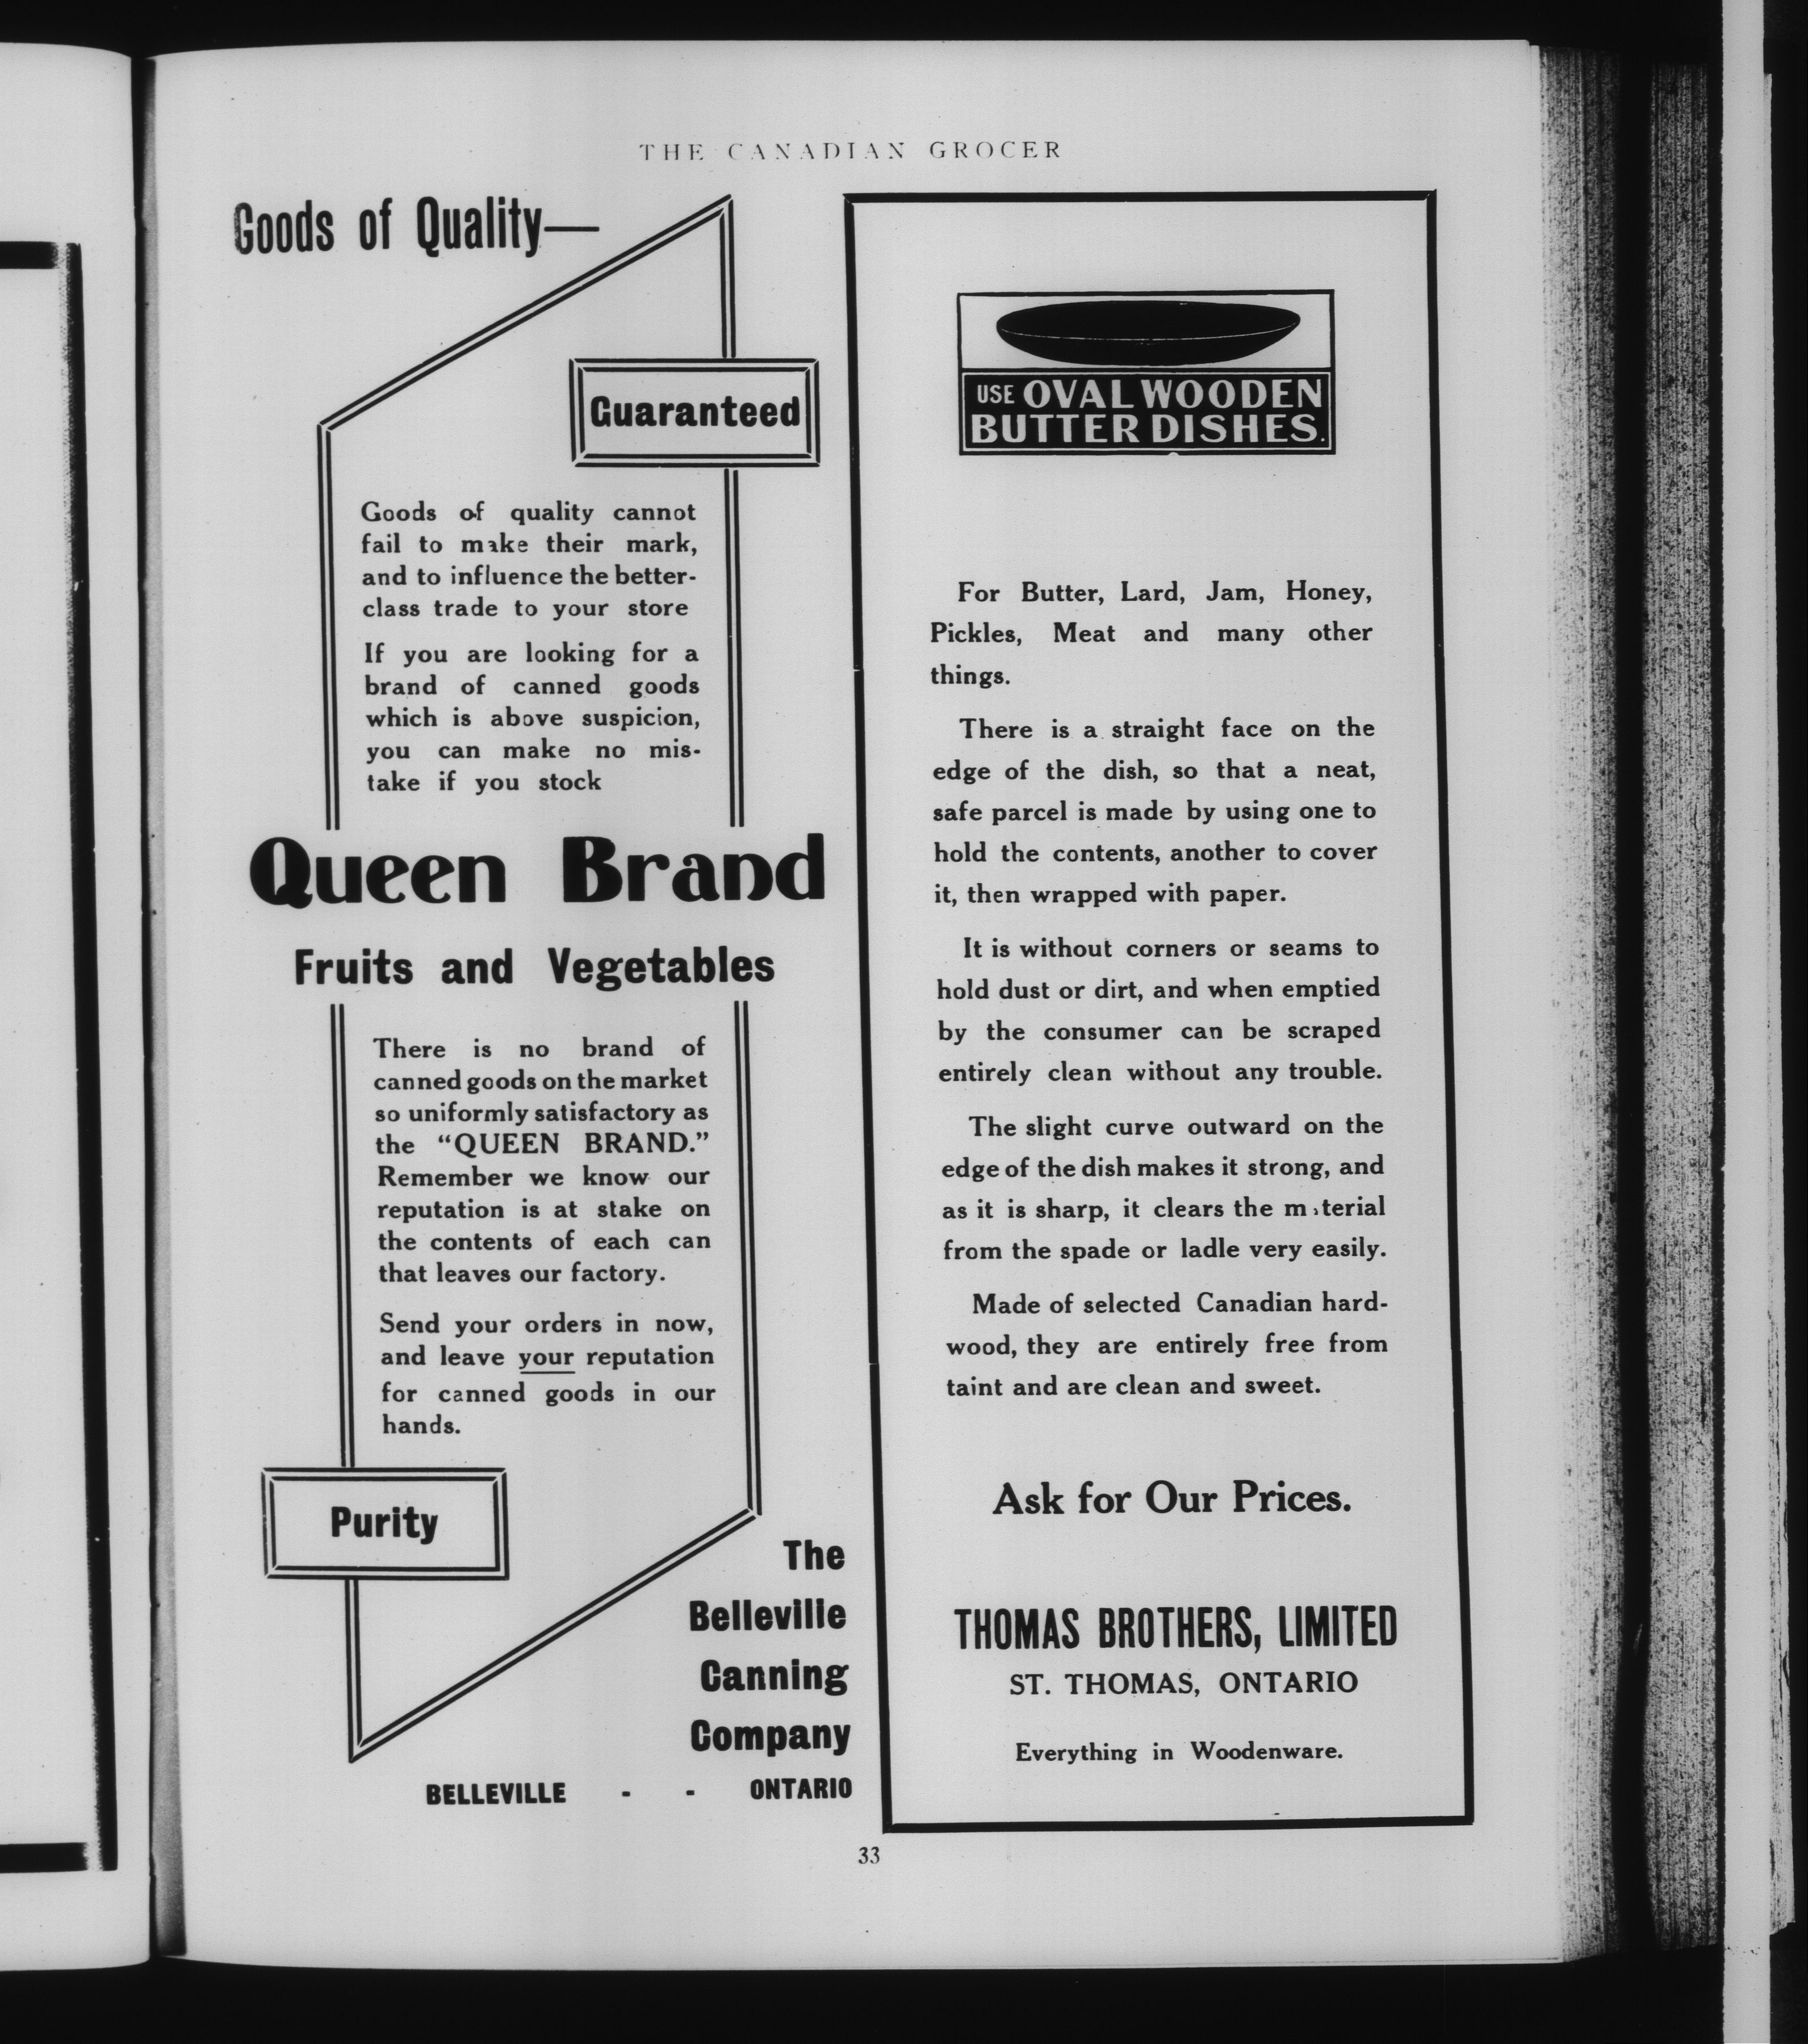 THE CANADIAN GROCER
Goods of Quality—
Guaranteed
Goods of quality cannot
fail to make their mark,
and to influence the better-
class trade to your store
If you are looking for a
brand of canned goods
which is above suspicion,
you can make no mis-
take if you stock
Queen Brand
Fruits and Vegetables
There is no brand of
canned goods on the market
so uniformly satisfactory as
the “QUEEN BRAND.”
Remember we know our
reputation is at stake on
the contents of each can
that leaves our factory.
Send your orders in now,
and leave your reputation
for canned goods in our
hands.
Purity
The
Belleville
Canning
Company
BELLEVILLE - - ONTARIO
USE OVAL WOODEN
BUTTER DISHES.
For Butter, Lard, Jam, Honey,
Pickles, Meat and many other
things.
There is a straight face on the
edge of the dish, so that a neat,
safe parcel is made by using one to
hold the contents, another to cover
it, then wrapped with paper.
It is without corners or seams to
hold dust or dirt, and when emptied
by the consumer can be scraped
entirely clean without any trouble.
The slight curve outward on the
edge of the dish makes it strong, and
as it is sharp, it clears the material
from the spade or ladle very easily.
Made of selected Canadian hard-
wood, they are entirely free from
taint and are clean and sweet.
Ask for Our Prices.
THOMAS BROTHERS, LIMITED
ST. THOMAS, ONTARIO
Everything in Woodenware.
33